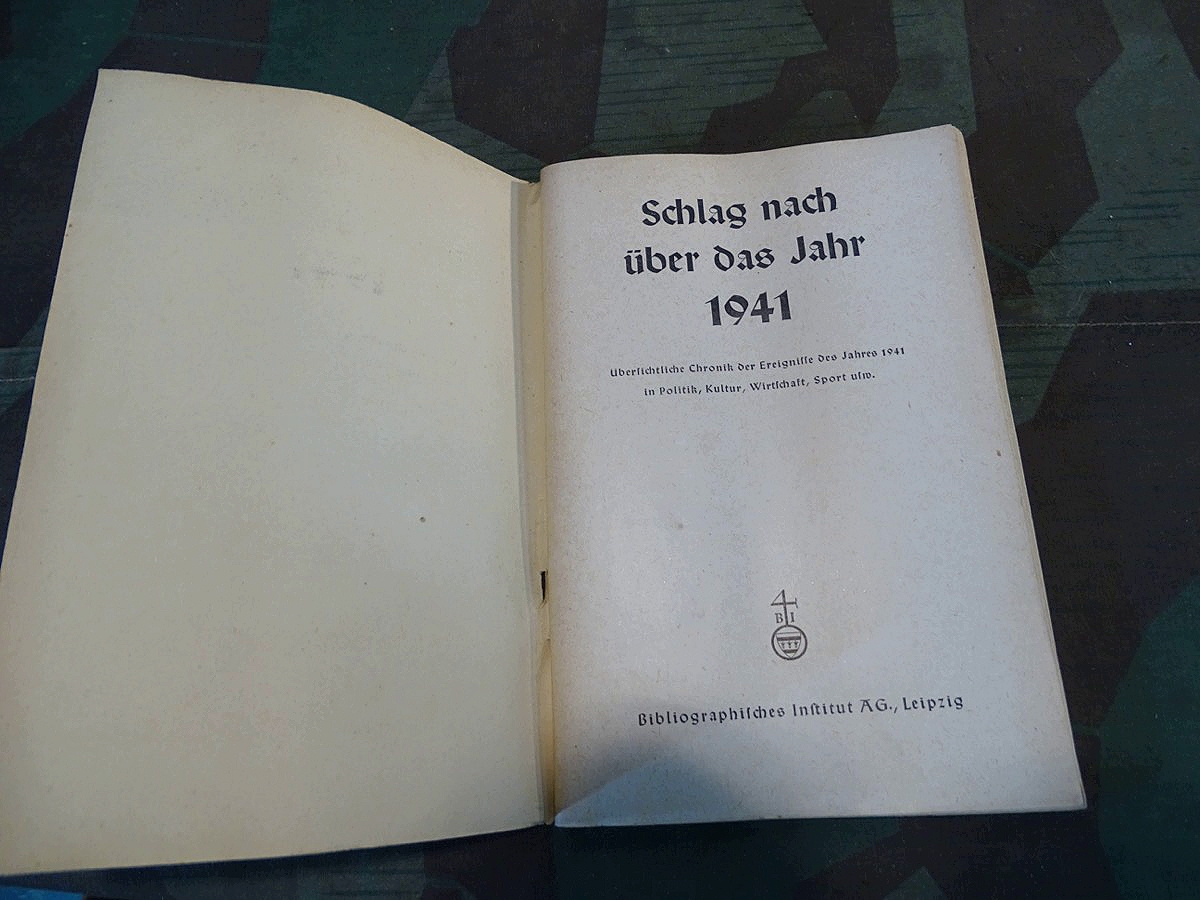 Schlag nach
über das Jahr
1941
Überſichtliche Chronik der Ereigniſſe des Jahres 1941
in Politik, Kultur, Wirtſchaft, Sport uſw.
B I
Bibliographiſches Inſtitut AG., Leipzig